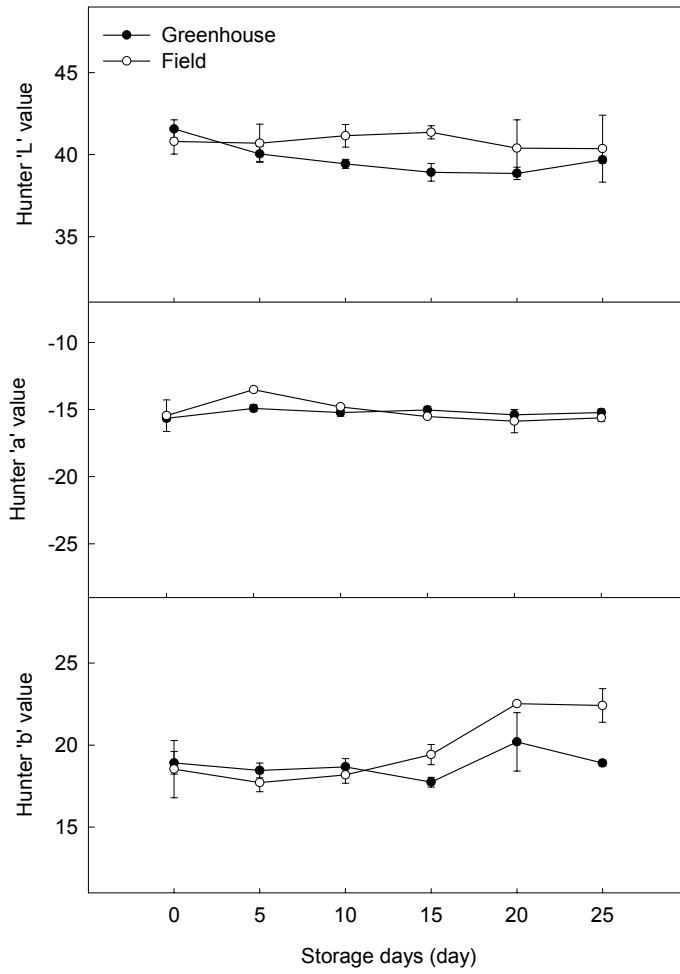 Greenhouse
Field
Hunter 'L' value
45
40
35
Hunter 'a' value
-10
-15
-20
-25
Hunter 'b' value
25
20
15
0 5 10 15 20 25
Storage days (day)